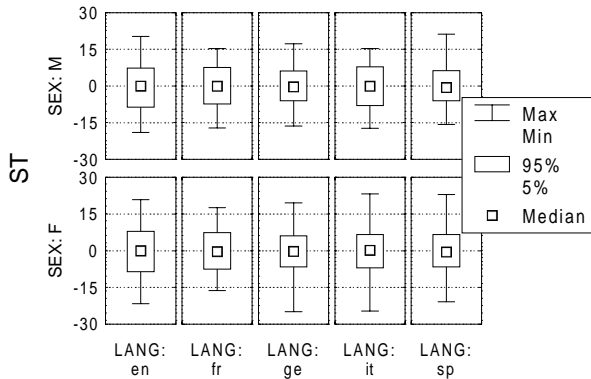 30
15
0
-15
-30
SEX: M
30
15
0
-15
-30
SEX: F
ST
Max
Min
95%
5%
Median
LANG:
en
LANG:
fr
LANG:
ge
LANG:
it
LANG:
sp